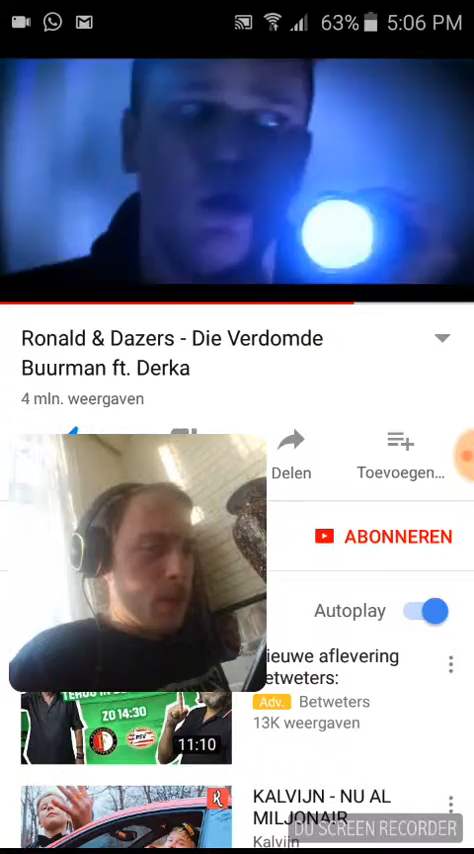 63% 5:06 PM
Ronald & Dazers - Die Verdomde
Buurman ft. Derka
4 mln. weergaven
Delen
Toevoegen...
ABONNEREN
Autoplay
ieuwe aflevering
etweters:
Adv. Betweters
13K weergaven
ZO 14:30
11:10
KALVIJN - NU AL
MILJONAIR
Kalvijn
DU SCREEN RECORDER